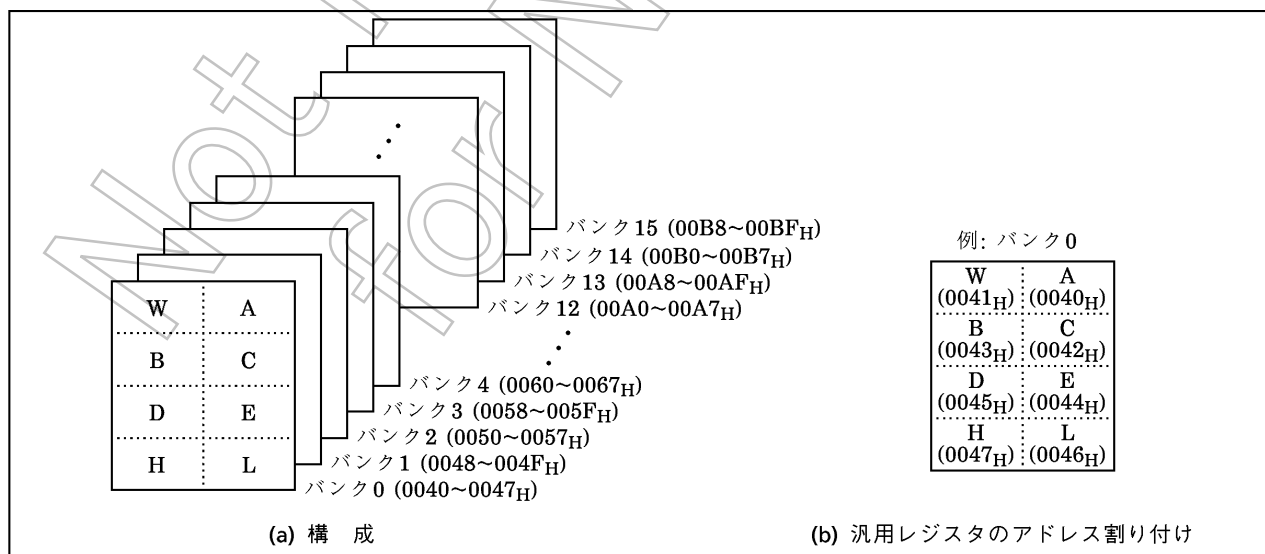 Not
for N
バンク15 (00B8~00BFH)
バンク14 (00B0~00B7H)
バンク13 (00A8~00AFH)
バンク12 (00A0~00A7H)
バンク4 (0060~0067H)
バンク3 (0058~005FH)
バンク2 (0050~0057H)
バンク1 (0048~004FH)
バンク0 (0040~0047H)
W A
B C
D E
H L
(a) 構 成
例: バンク0
W A
(0041H) (0040H)
B C
(0043H) (0042H)
D E
(0045H) (0044H)
H L
(0047H) (0046H)
(b) 汎用レジスタのアドレス割り付け